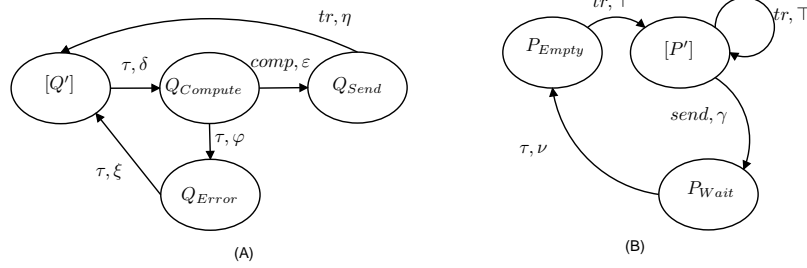 tr, η
tr, ⊤
tr, ⊤
[Q′]
τ, δ
Q_Compute
comp, ε
Q_Send
P_Empty
[P′]
send, γ
τ, φ
τ, ξ
Q_Error
τ, ν
P_Wait
(A)
(B)